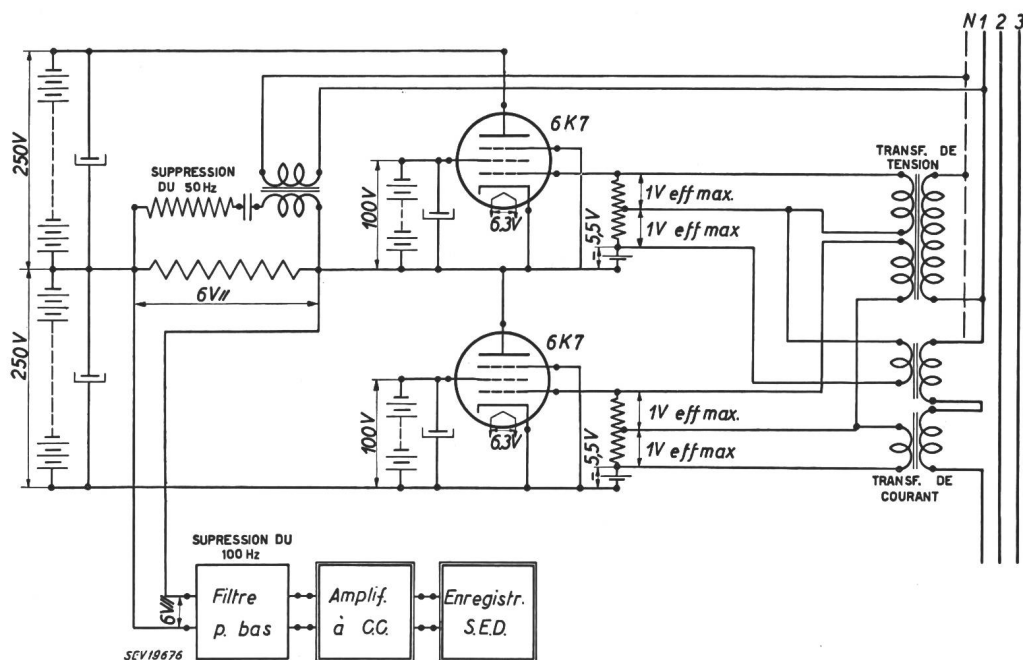 N 1 2 3
250V
SUPPRESSION
DU 50 Hz
100V
6K7
6.3V
1V eff max.
1V eff max
-5,5V
TRANSF. DE
TENSION
6V//
250V
100V
6K7
6.3V
1V eff max.
1V eff max
-5,5V
TRANSF. DE
COURANT
SUPRESSION DU
100 Hz
6V//
Filtre
p. bas
Amplif.
à C.C.
Enregistr.
S.E.D.
SEV19676